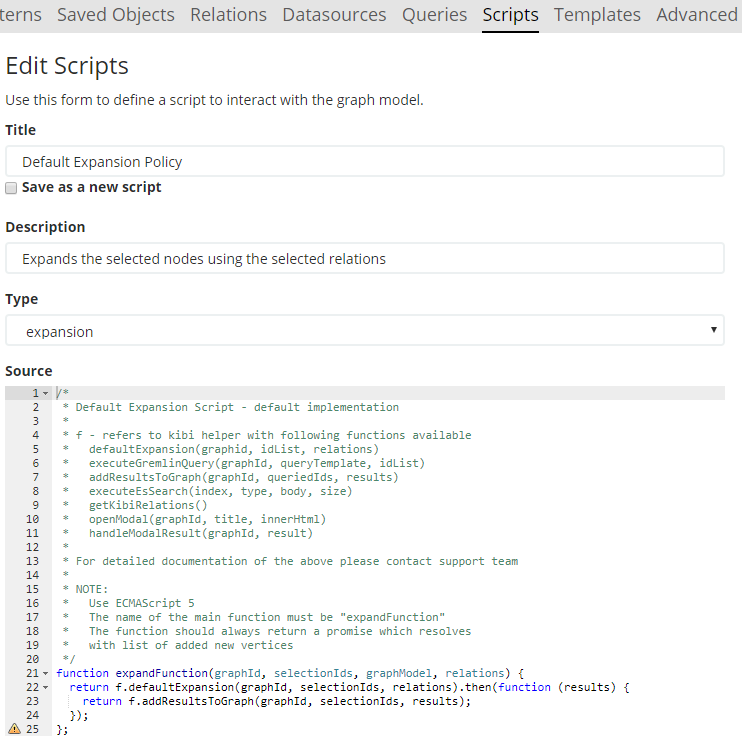 terns Saved Objects Relations Datasources Queries Scripts Templates Advanced
Edit Scripts
Use this form to define a script to interact with the graph model.
Title
Default Expansion Policy
Save as a new script
Description
Expands the selected nodes using the selected relations
Type
expansion
Source
1 /*
2 * Default Expansion Script - default implementation
3 *
4 * f - refers to kibi helper with following functions available
5 * defaultExpansion(graphid, idList, relations)
6 * executeGremlinQuery(graphId, queryTemplate, idList)
7 * addResultsToGraph(graphId, queriedIds, results)
8 * executeEsSearch(index, type, body, size)
9 * getKibiRelations()
10 * openModal(graphId, title, innerHtml)
11 * handleModalResult(graphId, result)
12 *
13 * For detailed documentation of the above please contact support team
14 *
15 * NOTE:
16 * Use ECMAScript 5
17 * The name of the main function must be "expandFunction"
18 * The function should always return a promise which resolves
19 * with list of added new vertices
20 */
21 function expandFunction(graphId, selectionIds, graphModel, relations) {
22 return f.defaultExpansion(graphId, selectionIds, relations).then(function (results) {
23 return f.addResultsToGraph(graphId, selectionIds, results);
24 });
25 };